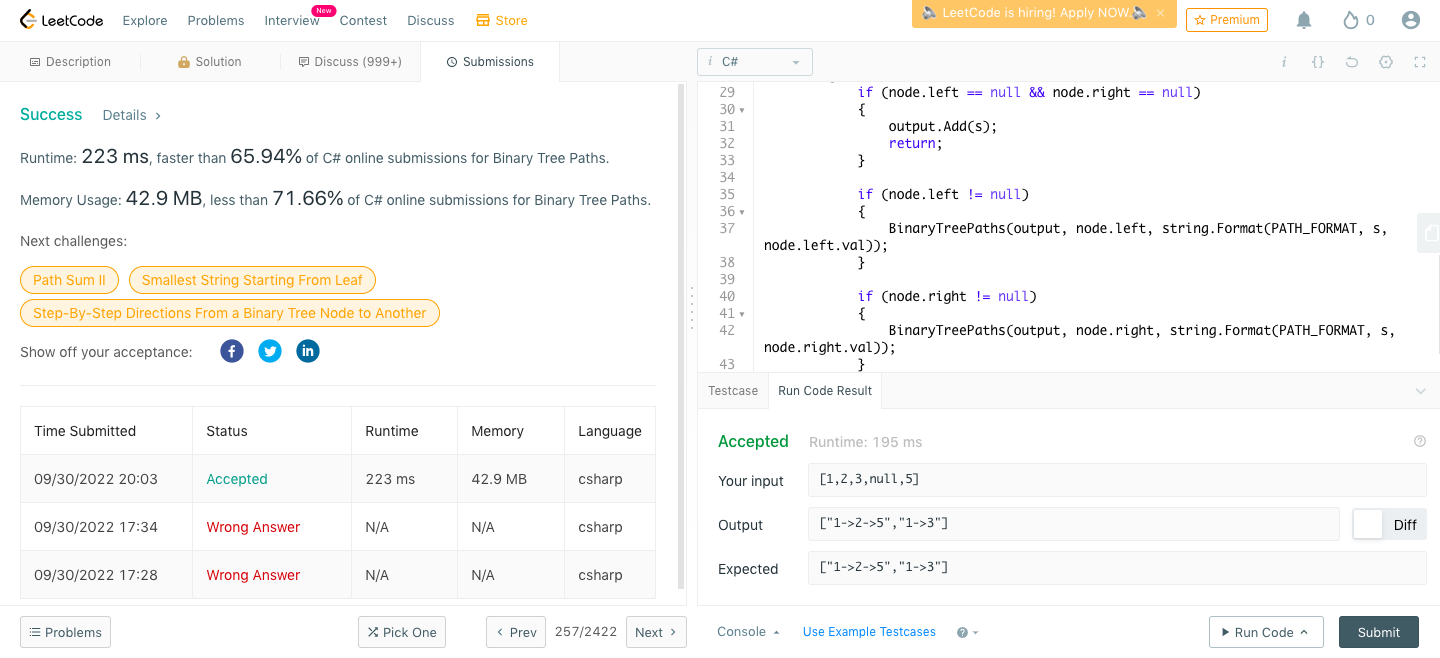 LeetCode Explore Problems Interview New Contest Discuss Store LeetCode is hiring! Apply NOW. × Premium 0
Description Solution Discuss (999+) Submissions
i C#
Success Details >
Runtime: 223 ms, faster than 65.94% of C# online submissions for Binary Tree Paths.
Memory Usage: 42.9 MB, less than 71.66% of C# online submissions for Binary Tree Paths.
Next challenges:
Path Sum II Smallest String Starting From Leaf
Step-By-Step Directions From a Binary Tree Node to Another
Show off your acceptance:
Time Submitted Status Runtime Memory Language
09/30/2022 20:03 Accepted 223 ms 42.9 MB csharp
09/30/2022 17:34 Wrong Answer N/A N/A csharp
09/30/2022 17:28 Wrong Answer N/A N/A csharp
Problems Pick One < Prev 257/2422 Next >
i {}
29 if (node.left == null && node.right == null)
30 {
31 output.Add(s);
32 return;
33 }
34
35 if (node.left != null)
36 {
37 BinaryTreePaths(output, node.left, string.Format(PATH_FORMAT, s,
node.left.val));
38 }
39
40 if (node.right != null)
41 {
42 BinaryTreePaths(output, node.right, string.Format(PATH_FORMAT, s,
node.right.val));
43 }
Testcase Run Code Result
Accepted Runtime: 195 ms
Your input [1,2,3,null,5]
Output ["1->2->5","1->3"] Diff
Expected ["1->2->5","1->3"]
Console Use Example Testcases ? Run Code Submit